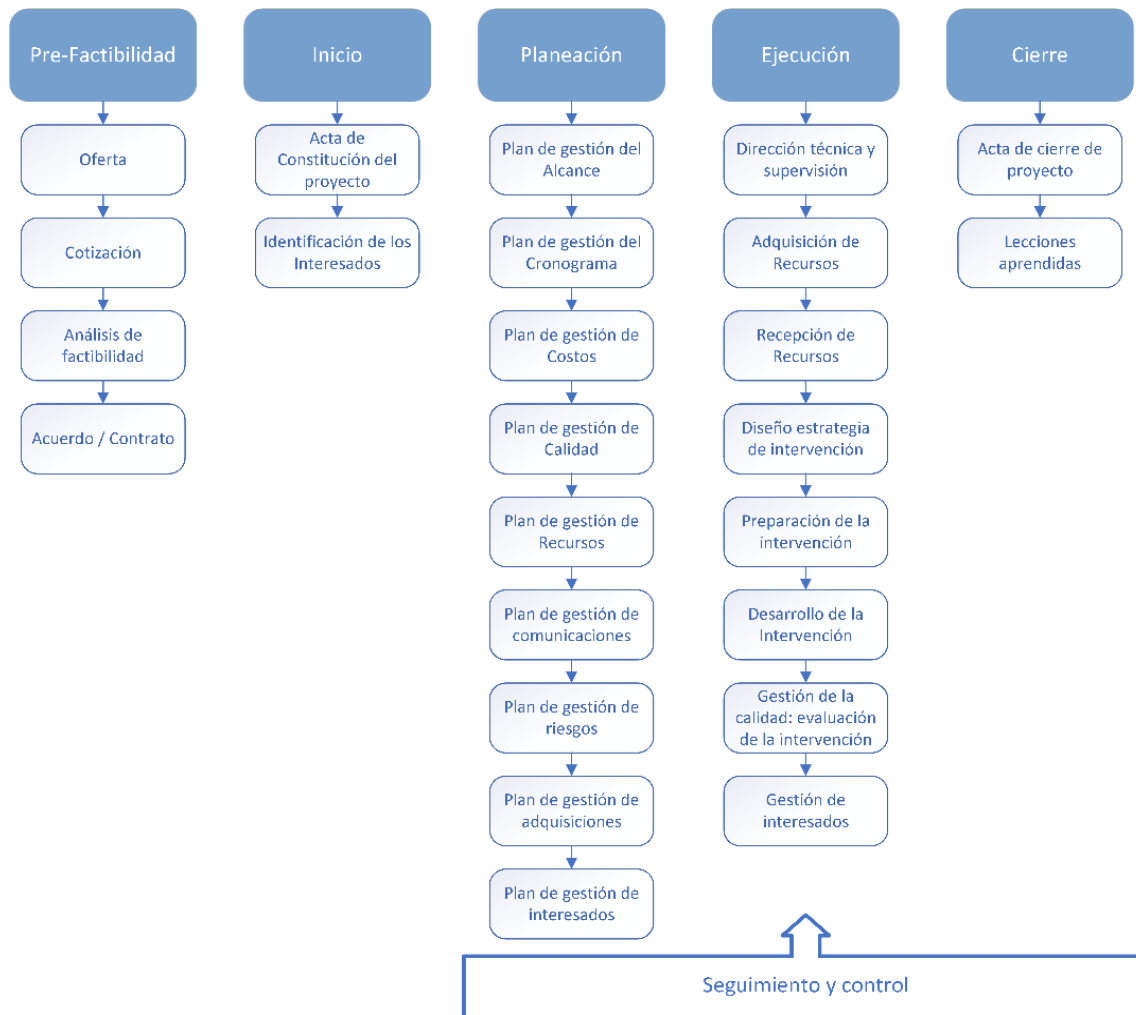 Pre-Factibilidad
Oferta
Cotización
Análisis de
factibilidad
Acuerdo / Contrato
Inicio
Acta de
Constitución del
proyecto
Identificación de los
Interesados
Planeación
Plan de gestión del
Alcance
Plan de gestión del
Cronograma
Plan de gestión de
Costos
Plan de gestión de
Calidad
Plan de gestión de
Recursos
Plan de gestión de
comunicaciones
Plan de gestión de
riesgos
Plan de gestión de
adquisiciones
Plan de gestión de
interesados
Ejecución
Dirección técnica y
supervisión
Adquisición de
Recursos
Recepción de
Recursos
Diseño estrategia
de intervención
Preparación de la
intervención
Desarrollo de la
Intervención
Gestión de la
calidad: evaluación
de la intervención
Gestión de
interesados
Cierre
Acta de cierre de
proyecto
Lecciones
aprendidas
Seguimiento y control